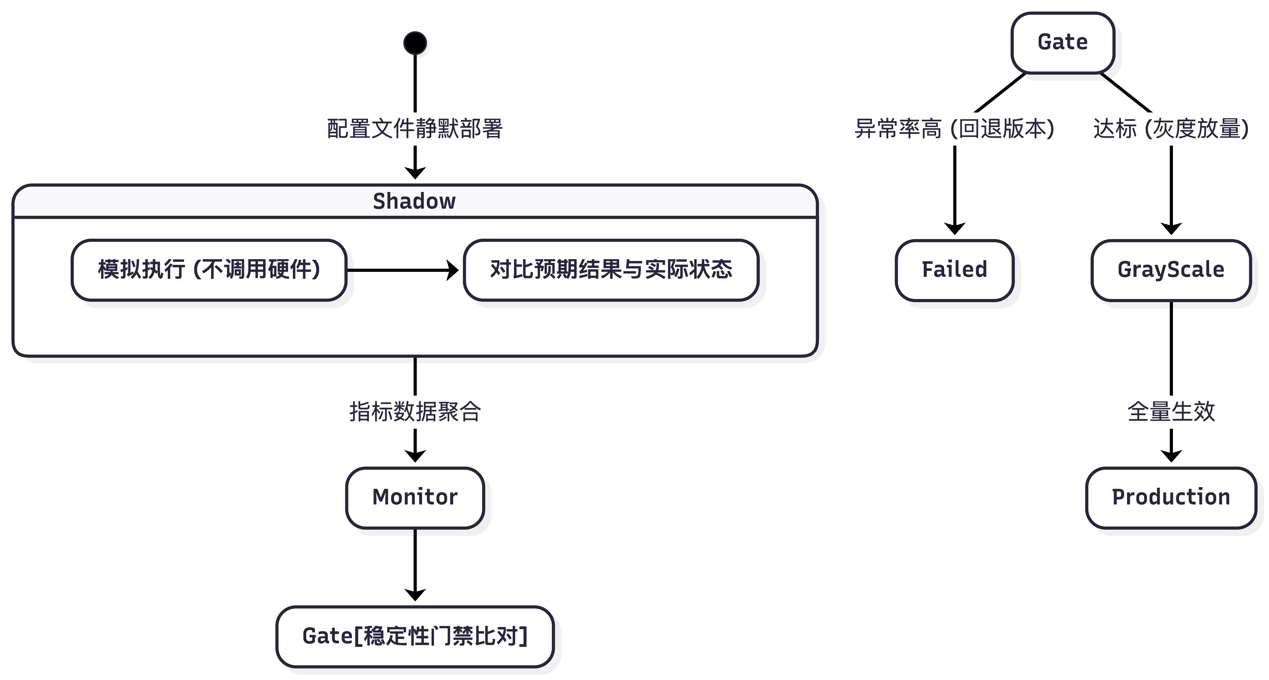 配置文件静默部署
Shadow
模拟执行 (不调用硬件)
对比预期结果与实际状态
指标数据聚合
Monitor
Gate[稳定性门禁比对]
Gate
异常率高 (回退版本)
达标 (灰度放量)
Failed
GrayScale
全量生效
Production